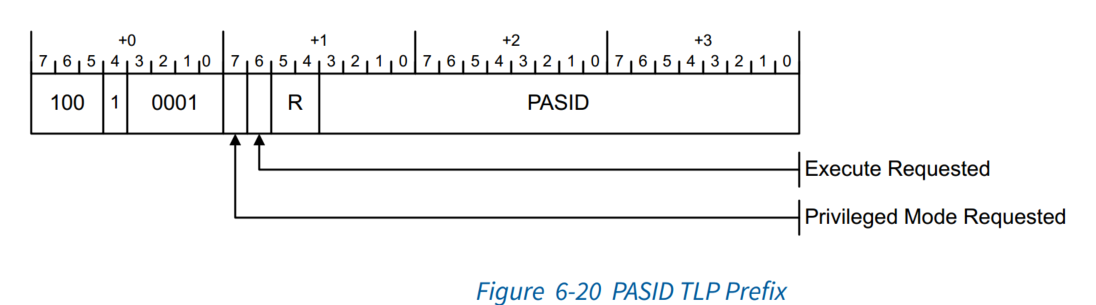 +0 +1 +2 +3
7 6 5 4 3 2 1 0 7 6 5 4 3 2 1 0 7 6 5 4 3 2 1 0 7 6 5 4 3 2 1 0
100 1 0001 R PASID
Execute Requested
Privileged Mode Requested
Figure 6-20 PASID TLP Prefix